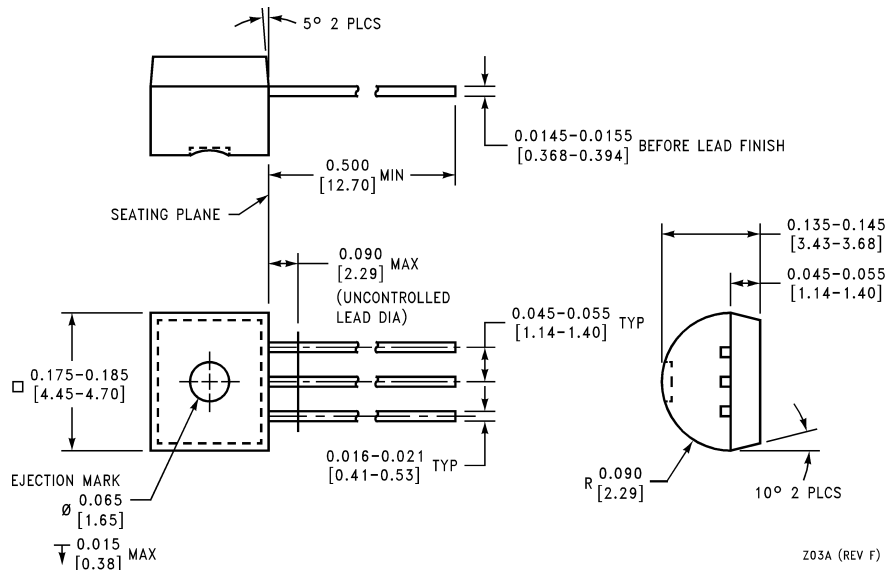 5° 2 PLCS
0.0145-0.0155
[0.368-0.394] BEFORE LEAD FINISH
0.500
[12.70] MIN
SEATING PLANE
0.135-0.145
[3.43-3.68]
0.090
[2.29] MAX
(UNCONTROLLED
LEAD DIA)
0.045-0.055
[1.14-1.40]
0.045-0.055
[1.14-1.40] TYP
□ 0.175-0.185
[4.45-4.70]
0.016-0.021
[0.41-0.53] TYP
EJECTION MARK
Ø 0.065
[1.65]
↧ 0.015
[0.38] MAX
R 0.090
[2.29]
10° 2 PLCS
Z03A (REV F)